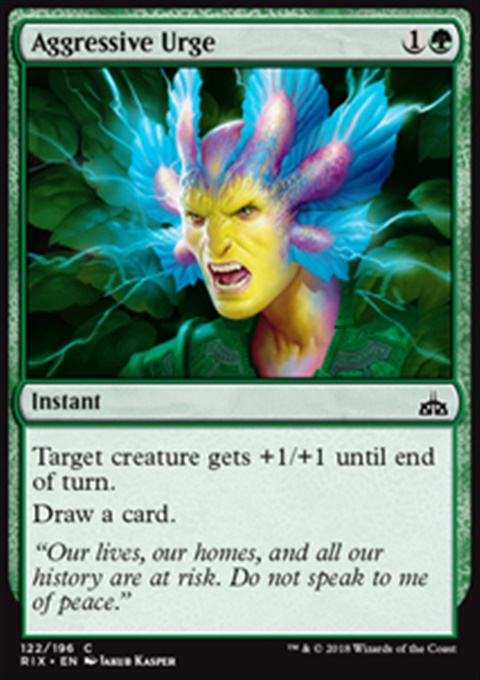 Aggressive Urge 1
Instant
Target creature gets +1/+1 until end
of turn.
Draw a card.
“Our lives, our homes, and all our
history are at risk. Do not speak to me
of peace.”
122/196 C
RIX • EN Jakub Kasper
™ & © 2018 Wizards of the Coast